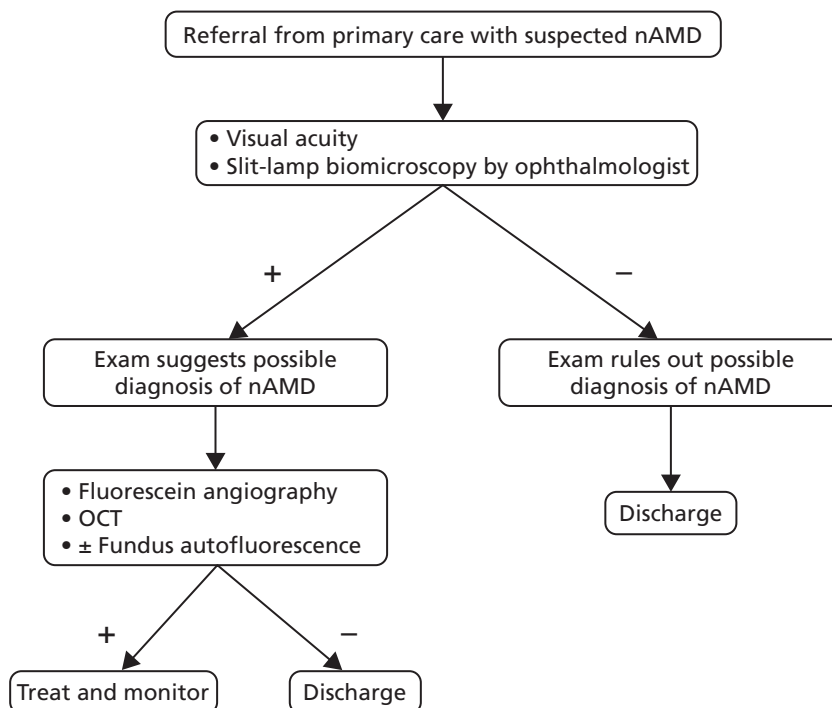 Referral from primary care with suspected nAMD
• Visual acuity
• Slit-lamp biomicroscopy by ophthalmologist
+
–
Exam suggests possible
diagnosis of nAMD
Exam rules out possible
diagnosis of nAMD
• Fluorescein angiography
• OCT
• ± Fundus autofluorescence
Discharge
+
–
Treat and monitor
Discharge